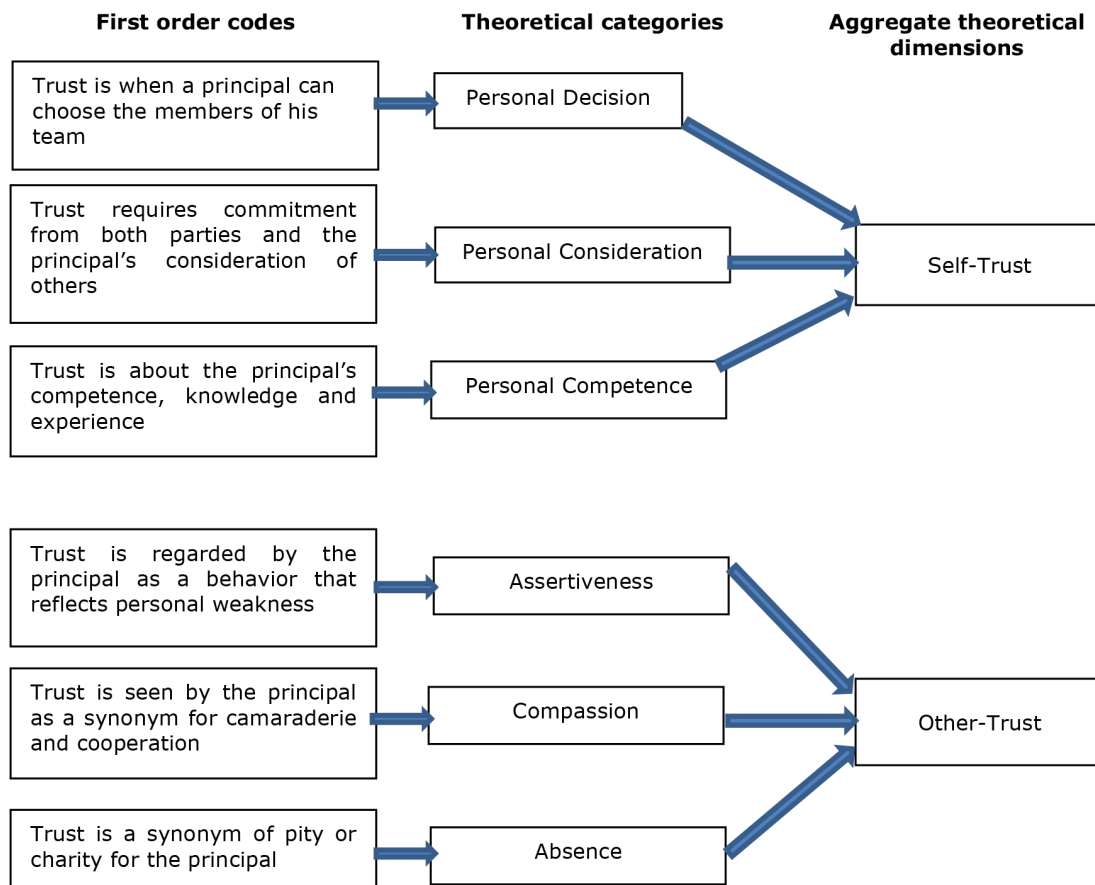 First order codes
Theoretical categories
Aggregate theoretical
dimensions
Trust is when a principal can
choose the members of his
team
Personal Decision
Trust requires commitment
from both parties and the
principal’s consideration of
others
Personal Consideration
Self-Trust
Trust is about the principal’s
competence, knowledge and
experience
Personal Competence
Trust is regarded by the
principal as a behavior that
reflects personal weakness
Assertiveness
Trust is seen by the principal
as a synonym for camaraderie
and cooperation
Compassion
Other-Trust
Trust is a synonym of pity or
charity for the principal
Absence